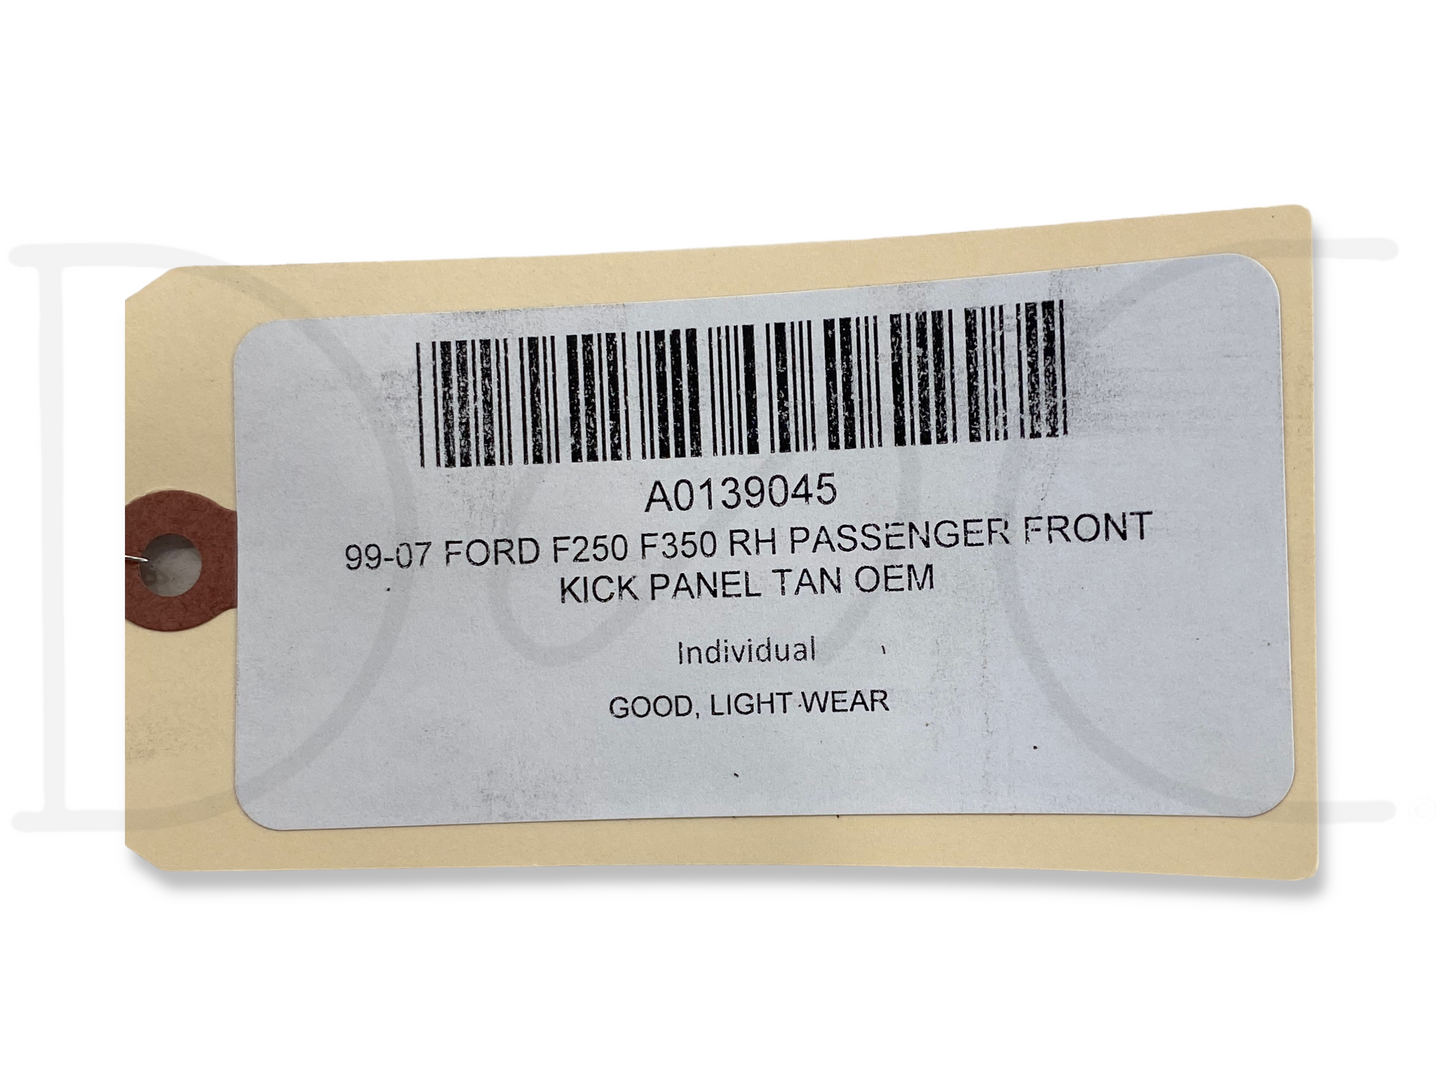 A0139045
99-07 FORD F250 F350 RH PASSENGER FRONT
KICK PANEL TAN OEM
Individual
GOOD, LIGHT WEAR